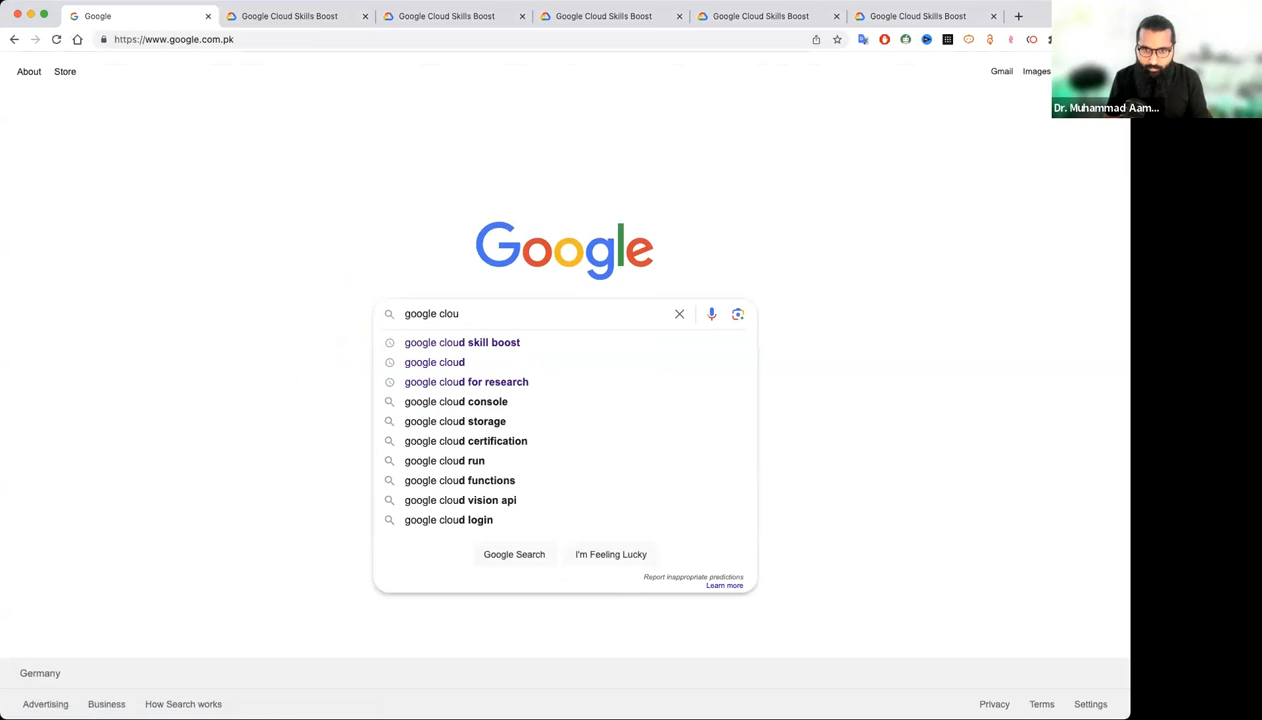 Google
Google Cloud Skills Boost
Google Cloud Skills Boost
Google Cloud Skills Boost
Google Cloud Skills Boost
Google Cloud Skills Boost
https://www.google.com.pk
About
Store
Gmail
Images
Dr. Muhammad Aam...
Google
google clou
google cloud skill boost
google cloud
google cloud for research
google cloud console
google cloud storage
google cloud certification
google cloud run
google cloud functions
google cloud vision api
google cloud login
Google Search
I'm Feeling Lucky
Report inappropriate predictions
Learn more
Germany
Advertising
Business
How Search works
Privacy
Terms
Settings